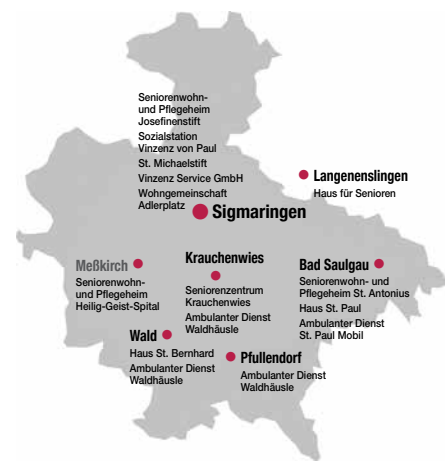 Seniorenwohn-
und Pflegeheim
Josefinenstift
Sozialstation
Vinzenz von Paul
St. Michaelstift
Vinzenz Service GmbH
Wohngemeinschaft
Adlerplatz
Sigmaringen
Langenenslingen
Haus für Senioren
Meßkirch
Seniorenwohn-
und Pflegeheim
Heilig-Geist-Spital
Krauchenwies
Seniorenzentrum
Krauchenwies
Ambulanter Dienst
Waldhäusle
Bad Saulgau
Seniorenwohn- und
Pflegeheim St. Antonius
Haus St. Paul
Ambulanter Dienst
St. Paul Mobil
Wald
Haus St. Bernhard
Ambulanter Dienst
Waldhäusle
Pfullendorf
Ambulanter Dienst
Waldhäusle